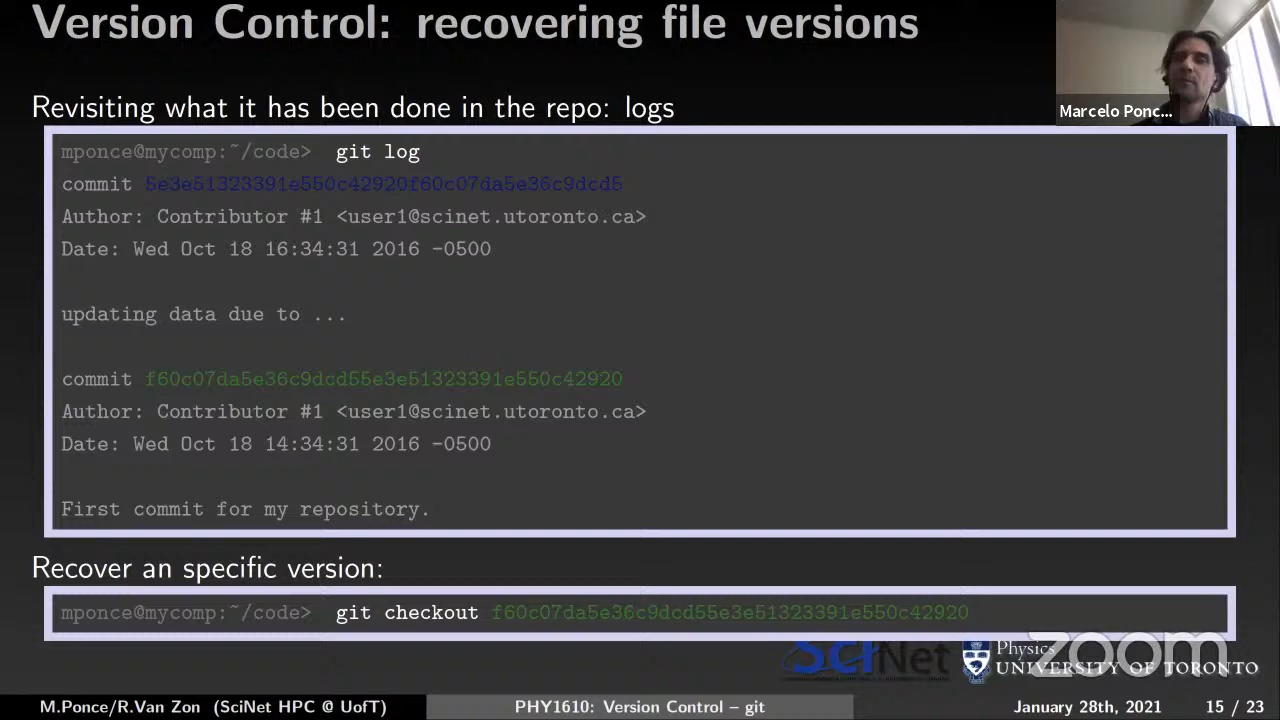 Version Control: recovering file versions
Marcelo Ponc...
Revisiting what it has been done in the repo: logs
mponce@mycomp:~/code> git log
commit 5e3e51323391e550c42920f60c07da5e36c9dcd5
Author: Contributor #1 <user1@scinet.utoronto.ca>
Date: Wed Oct 18 16:34:31 2016 -0500
updating data due to ...
commit f60c07da5e36c9dcd55e3e51323391e550c42920
Author: Contributor #1 <user1@scinet.utoronto.ca>
Date: Wed Oct 18 14:34:31 2016 -0500
First commit for my repository.
Recover an specific version:
mponce@mycomp:~/code> git checkout f60c07da5e36c9dcd55e3e51323391e550c42920
SciNet
Physics
UNIVERSITY OF TORONTO
zoom
M.Ponce/R.Van Zon (SciNet HPC @ UofT)
PHY1610: Version Control – git
January 28th, 2021
15 / 23